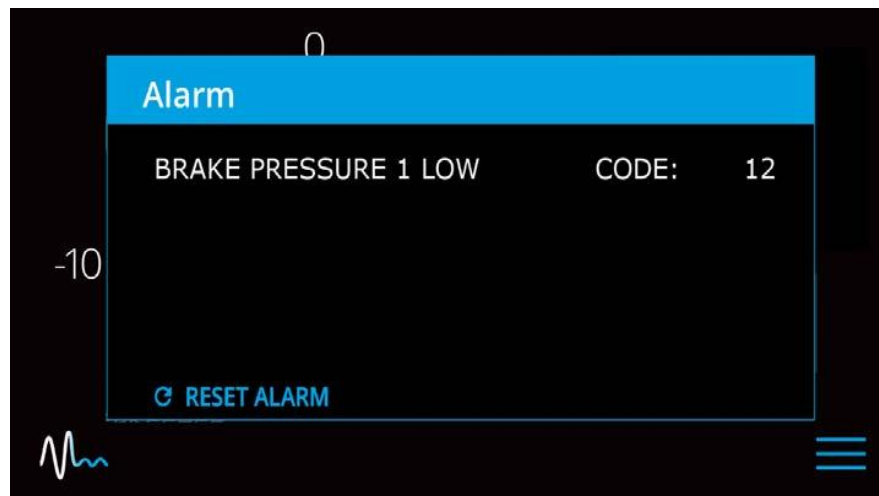 0
Alarm
BRAKE PRESSURE 1 LOW CODE: 12
-10
RESET ALARM